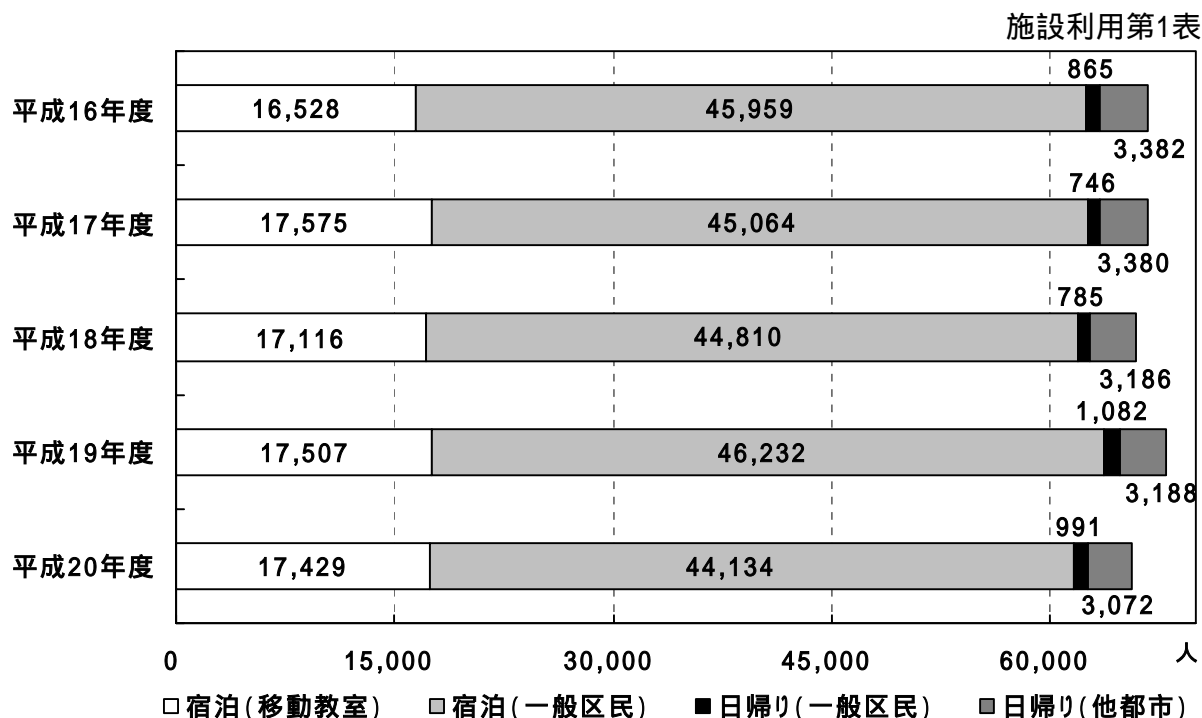 施設利用第1表
865
平成16年度 16,528 45,959
3,382
746
平成17年度 17,575 45,064
3,380
785
平成18年度 17,116 44,810
3,186
1,082
平成19年度 17,507 46,232
3,188
991
平成20年度 17,429 44,134
3,072
0 15,000 30,000 45,000 60,000 人
宿泊(移動教室) 宿泊(一般区民) 日帰り(一般区民) 日帰り(他都市)